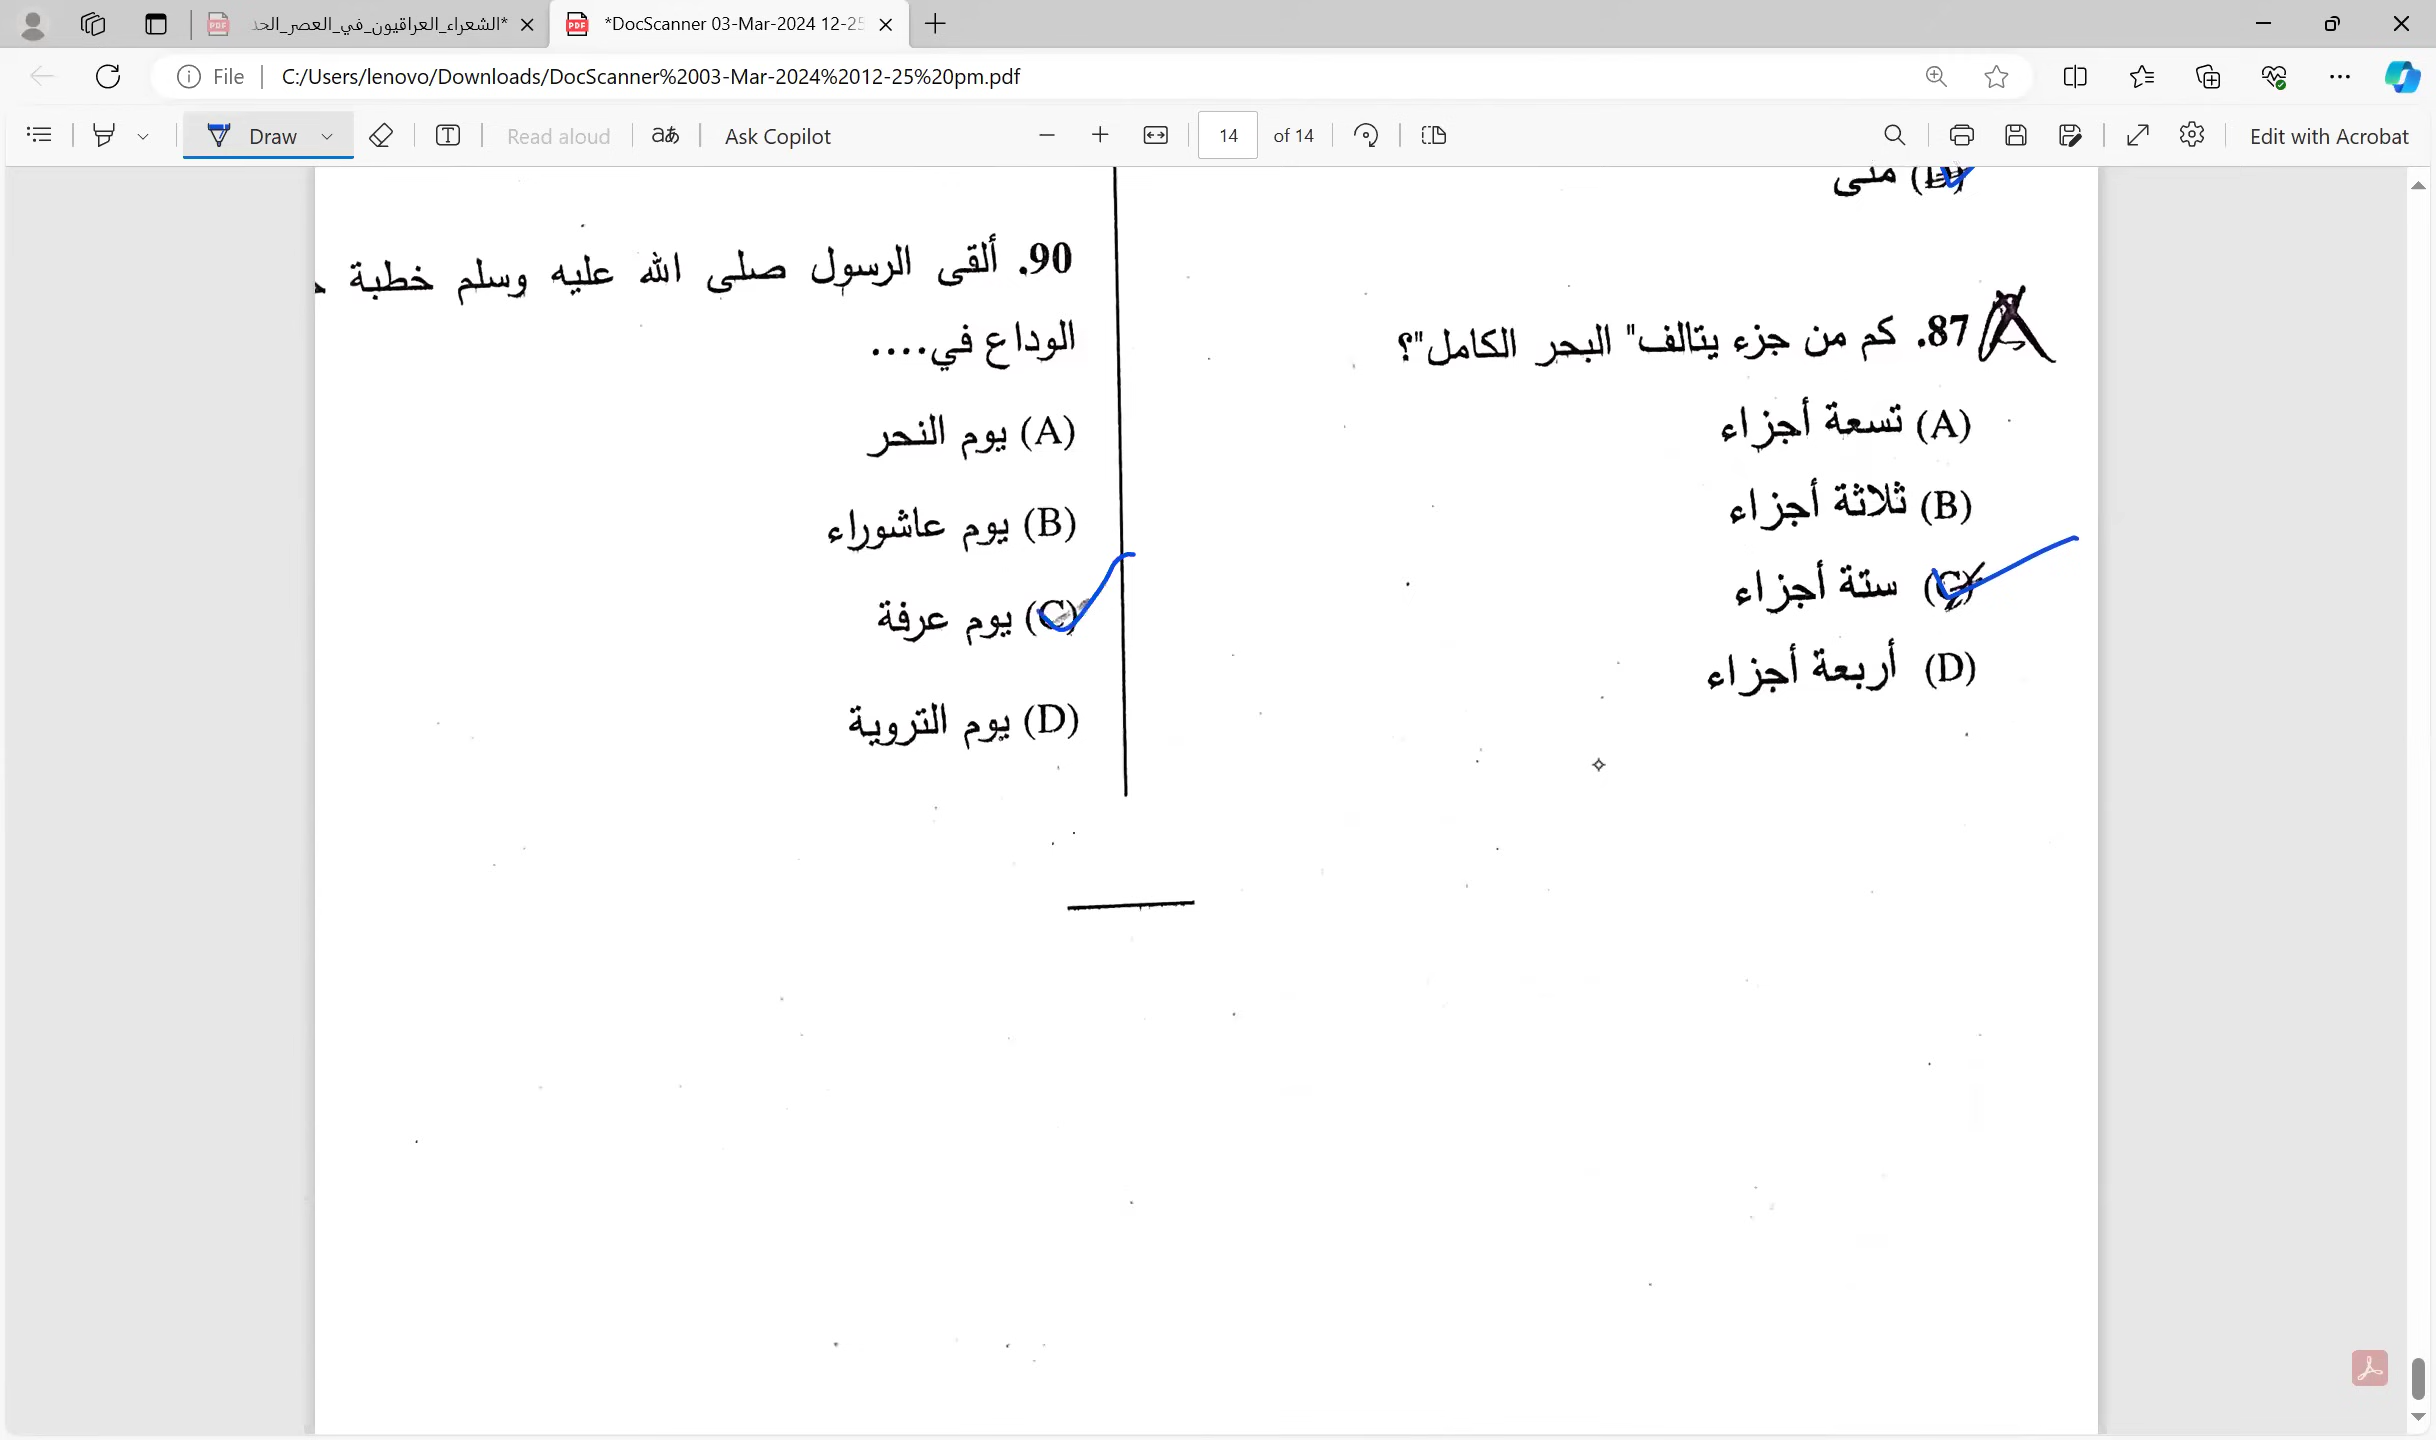 *الشعراء_العراقيون_في_العصر_الحد
*DocScanner 03-Mar-2024 12-25
File
C:/Users/lenovo/Downloads/DocScanner%2003-Mar-2024%2012-25%20pm.pdf
Draw
Read aloud
Ask Copilot
14 of 14
Edit with Acrobat
(D) منى
87. كم من جزء يتالف" البحر الكامل"؟
(A) تسعة أجزاء
(B) ثلاثة أجزاء
(C) ستة أجزاء
(D) أربعة أجزاء
90. ألقى الرسول صلى الله عليه وسلم خطبة
الوداع في....
(A) يوم النحر
(B) يوم عاشوراء
(C) يوم عرفة
(D) يوم التروية